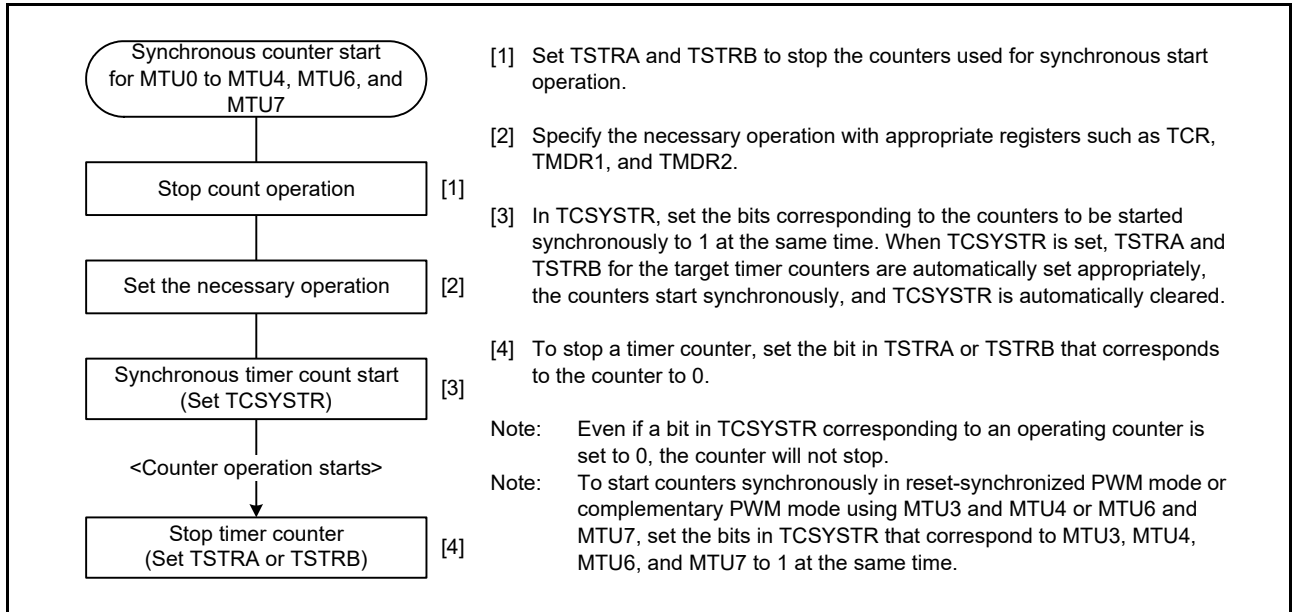 Synchronous counter start
for MTU0 to MTU4, MTU6, and
MTU7
Stop count operation
[1]
Set the necessary operation
[2]
Synchronous timer count start
(Set TCSYSTR)
[3]
<Counter operation starts>
Stop timer counter
(Set TSTRA or TSTRB)
[4]
[1] Set TSTRA and TSTRB to stop the counters used for synchronous start
operation.
[2] Specify the necessary operation with appropriate registers such as TCR,
TMDR1, and TMDR2.
[3] In TCSYSTR, set the bits corresponding to the counters to be started
synchronously to 1 at the same time. When TCSYSTR is set, TSTRA and
TSTRB for the target timer counters are automatically set appropriately,
the counters start synchronously, and TCSYSTR is automatically cleared.
[4] To stop a timer counter, set the bit in TSTRA or TSTRB that corresponds
to the counter to 0.
Note: Even if a bit in TCSYSTR corresponding to an operating counter is
set to 0, the counter will not stop.
Note: To start counters synchronously in reset-synchronized PWM mode or
complementary PWM mode using MTU3 and MTU4 or MTU6 and
MTU7, set the bits in TCSYSTR that correspond to MTU3, MTU4,
MTU6, and MTU7 to 1 at the same time.